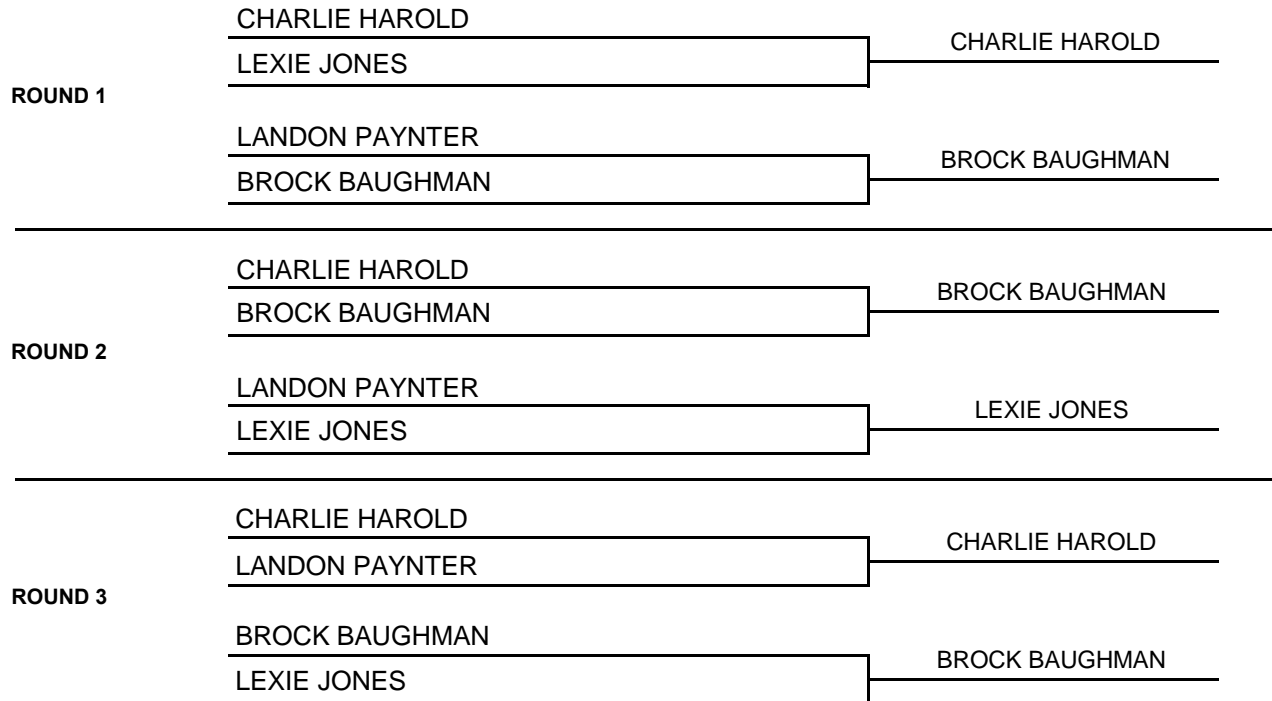 CHARLIE HAROLD
CHARLIE HAROLD
LEXIE JONES
ROUND 1
LANDON PAYNTER
BROCK BAUGHMAN
BROCK BAUGHMAN
CHARLIE HAROLD
BROCK BAUGHMAN
BROCK BAUGHMAN
ROUND 2
LANDON PAYNTER
LEXIE JONES
LEXIE JONES
CHARLIE HAROLD
CHARLIE HAROLD
LANDON PAYNTER
ROUND 3
BROCK BAUGHMAN
BROCK BAUGHMAN
LEXIE JONES